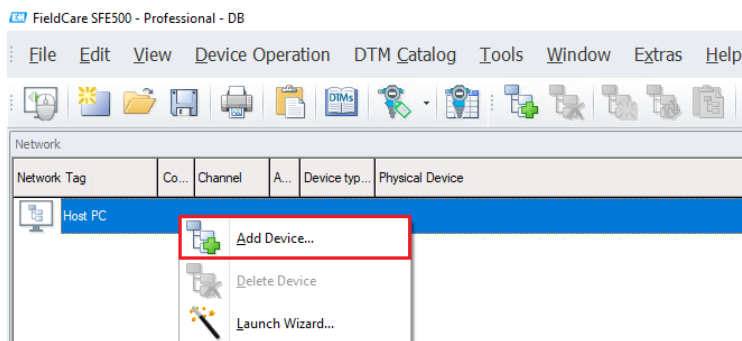 FieldCare SFE500 - Professional - DB
File Edit View Device Operation DTM Catalog Tools Window Extras Help
DTMs
Network
Network Tag Co... Channel A... Device typ... Physical Device
Host PC
Add Device...
Delete Device
Launch Wizard...